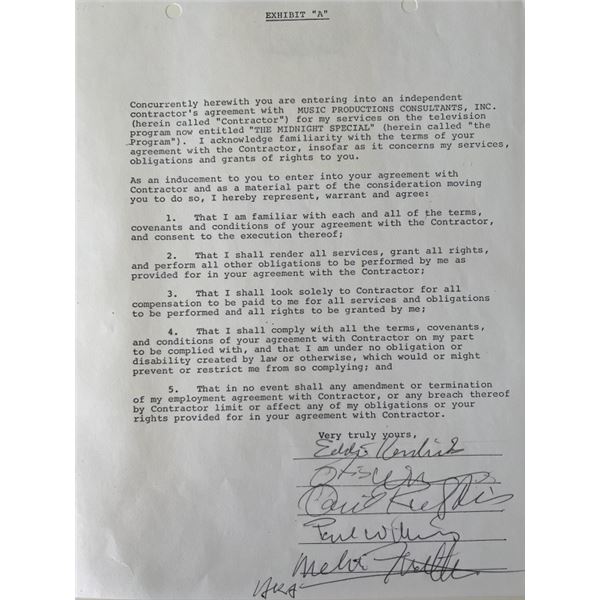 EXHIBIT "A"
Concurrently herewith you are entering into an independent
contractor's agreement with MUSIC PRODUCTIONS CONSULTANTS, INC.
(herein called "Contractor") for my services on the television
program now entitled "THE MIDNIGHT SPECIAL" (herein called "the
Program"). I acknowledge familiarity with the terms of your
agreement with the Contractor, insofar as it concerns my services,
obligations and grants of rights to you.
As an inducement to you to enter into your agreement with
Contractor and as a material part of the consideration moving
you to do so, I hereby represent, warrant and agree:
1. That I am familiar with each and all of the terms,
covenants and conditions of your agreement with the Contractor,
and consent to the execution thereof;
2. That I shall render all services, grant all rights,
and perform all other obligations to be performed by me as
provided for in your agreement with the Contractor;
3. That I shall look solely to Contractor for all
compensation to be paid to me for all services and obligations
to be performed and all rights to be granted by me;
4. That I shall comply with all the terms, covenants,
and conditions of your agreement with Contractor on my part
to be complied with, and that I am under no obligation or
disability created by law or otherwise, which would or might
prevent or restrict me from so complying; and
5. That in no event shall any amendment or termination
of my employment agreement with Contractor, or any breach thereof
by Contractor limit or affect any of my obligations or your
rights provided for in your agreement with Contractor.
Very truly yours,
Eddie Kendrick
Otis
David
Paul Williams
Melvin Franklin
AKA